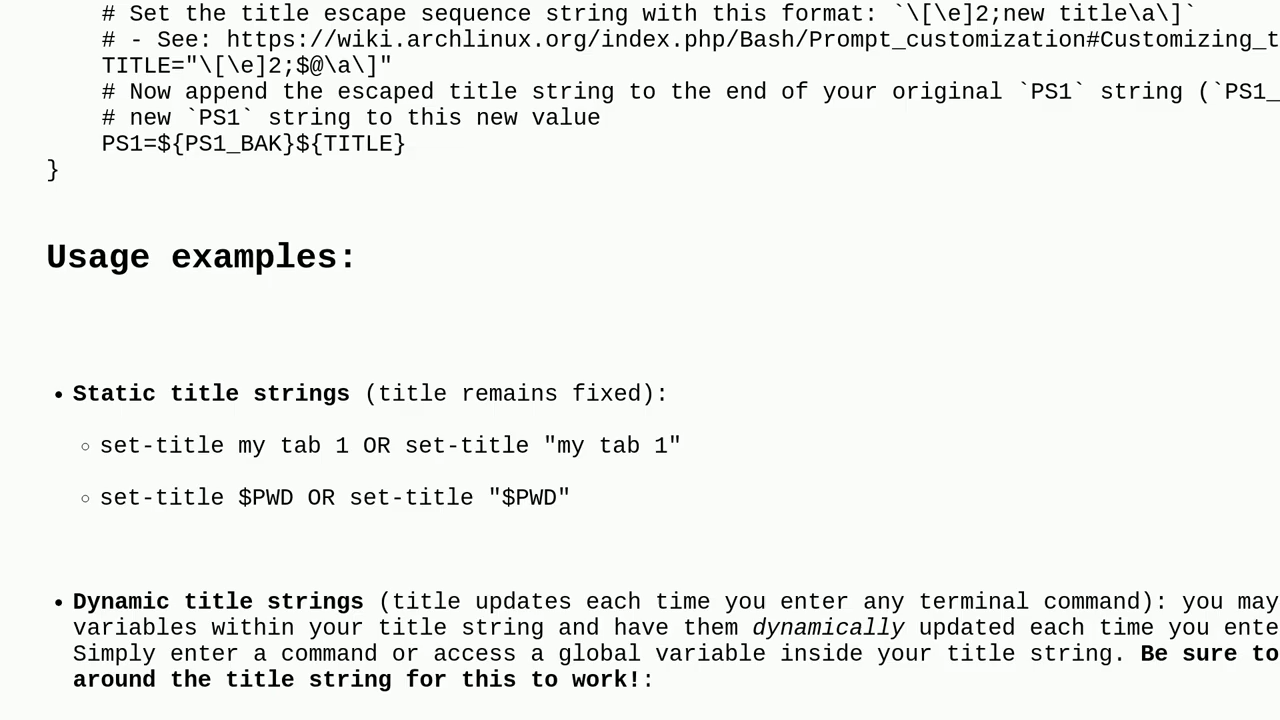 # Set the title escape sequence string with this format: `\[\e]2;new title\a\]`
# - See: https://wiki.archlinux.org/index.php/Bash/Prompt_customization#Customizing_t
TITLE="\[\e]2;$@\a\]"
# Now append the escaped title string to the end of your original `PS1` string (`PS1_
# new `PS1` string to this new value
PS1=${PS1_BAK}${TITLE}
}
Usage examples:
• Static title strings (title remains fixed):
○ set-title my tab 1 OR set-title "my tab 1"
○ set-title $PWD OR set-title "$PWD"
• Dynamic title strings (title updates each time you enter any terminal command): you may
variables within your title string and have them dynamically updated each time you ente
Simply enter a command or access a global variable inside your title string. Be sure to
around the title string for this to work!: